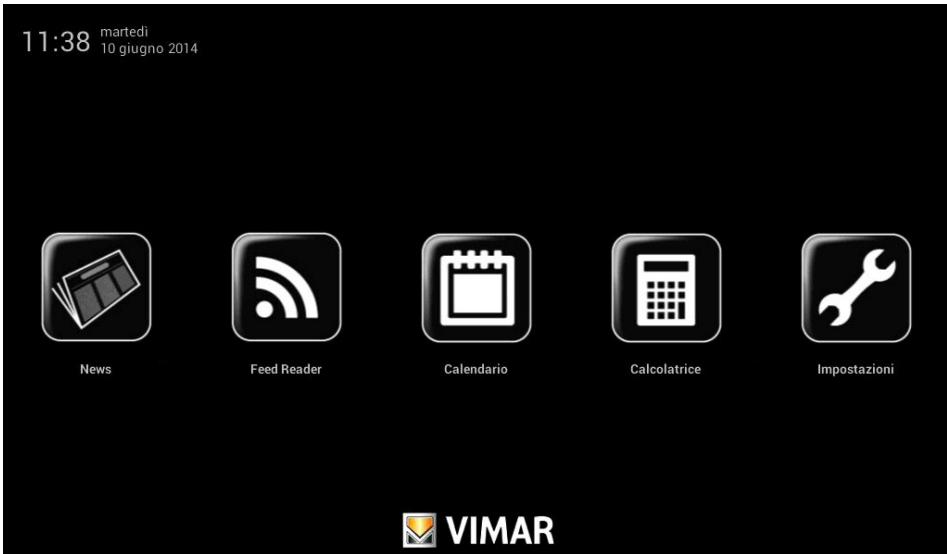 11:38
martedì
10 giugno 2014
News
Feed Reader
Calendario
Calcolatrice
Impostazioni
VIMAR